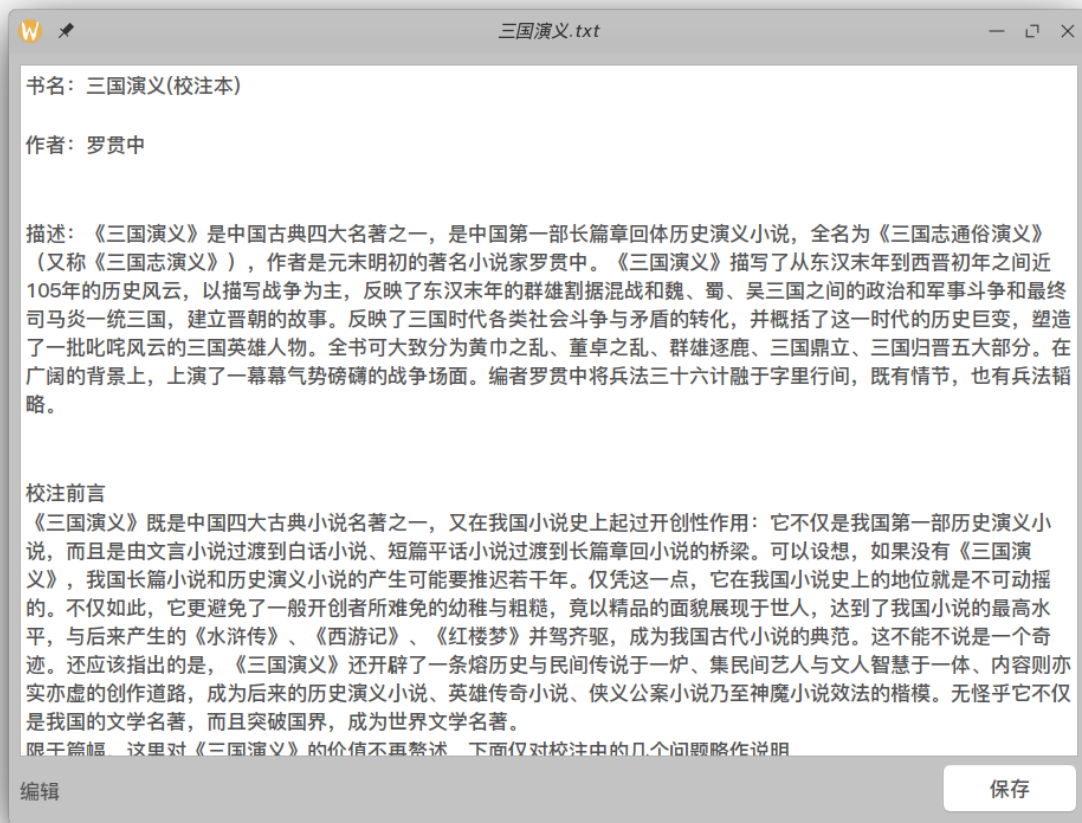 W
三国演义.txt
书名：三国演义(校注本)
作者：罗贯中
描述：《三国演义》是中国古典四大名著之一，是中国第一部长篇章回体历史演义小说，全名为《三国志通俗演义》
（又称《三国志演义》），作者是元末明初的著名小说家罗贯中。《三国演义》描写了从东汉末年到西晋初年之间近
105年的历史风云，以描写战争为主，反映了东汉末年的群雄割据混战和魏、蜀、吴三国之间的政治和军事斗争和最终
司马炎一统三国，建立晋朝的故事。反映了三国时代各类社会斗争与矛盾的转化，并概括了这一时代的历史巨变，塑造
了一批叱咤风云的三国英雄人物。全书可大致分为黄巾之乱、董卓之乱、群雄逐鹿、三国鼎立、三国归晋五大部分。在
广阔的背景上，上演了一幕幕气势磅礴的战争场面。编者罗贯中将兵法三十六计融于字里行间，既有情节，也有兵法韬
略。
校注前言
《三国演义》既是中国四大古典小说名著之一，又在我国小说史上起过开创性作用：它不仅是我国第一部历史演义小
说，而且是由文言小说过渡到白话小说、短篇平话小说过渡到长篇章回小说的桥梁。可以设想，如果没有《三国演
义》，我国长篇小说和历史演义小说的产生可能要推迟若干年。仅凭这一点，它在我国小说史上的地位就是不可动摇
的。不仅如此，它更避免了一般开创者所难免的幼稚与粗糙，竟以精品的面貌展现于世人，达到了我国小说的最高水
平，与后来产生的《水浒传》、《西游记》、《红楼梦》并驾齐驱，成为我国古代小说的典范。这不能不说是一个奇
迹。还应该指出的是，《三国演义》还开辟了一条熔历史与民间传说于一炉、集民间艺人与文人智慧于一体、内容则亦
实亦虚的创作道路，成为后来的历史演义小说、英雄传奇小说、侠义公案小说乃至神魔小说效法的楷模。无怪乎它不仅
是我国的文学名著，而且突破国界，成为世界文学名著。
限于篇幅，这里对《三国演义》的价值不再赘述，下面仅对校注中的几个问题略作说明
编辑
保存